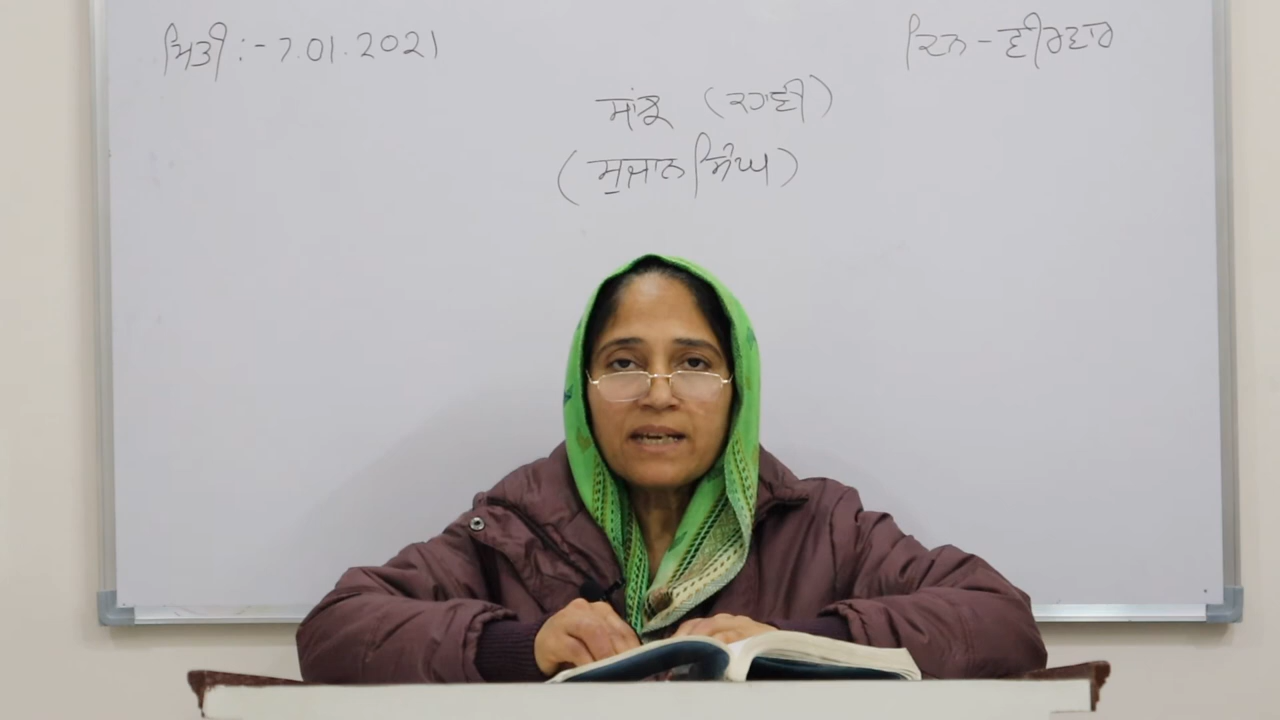 ਮਿਤੀ :- 7.01.2021
ਦਿਨ - ਵੀਰਵਾਰ
ਸਾਂਝ (ਕਹਾਣੀ)
(ਸੁਜਾਨ ਸਿੰਘ)